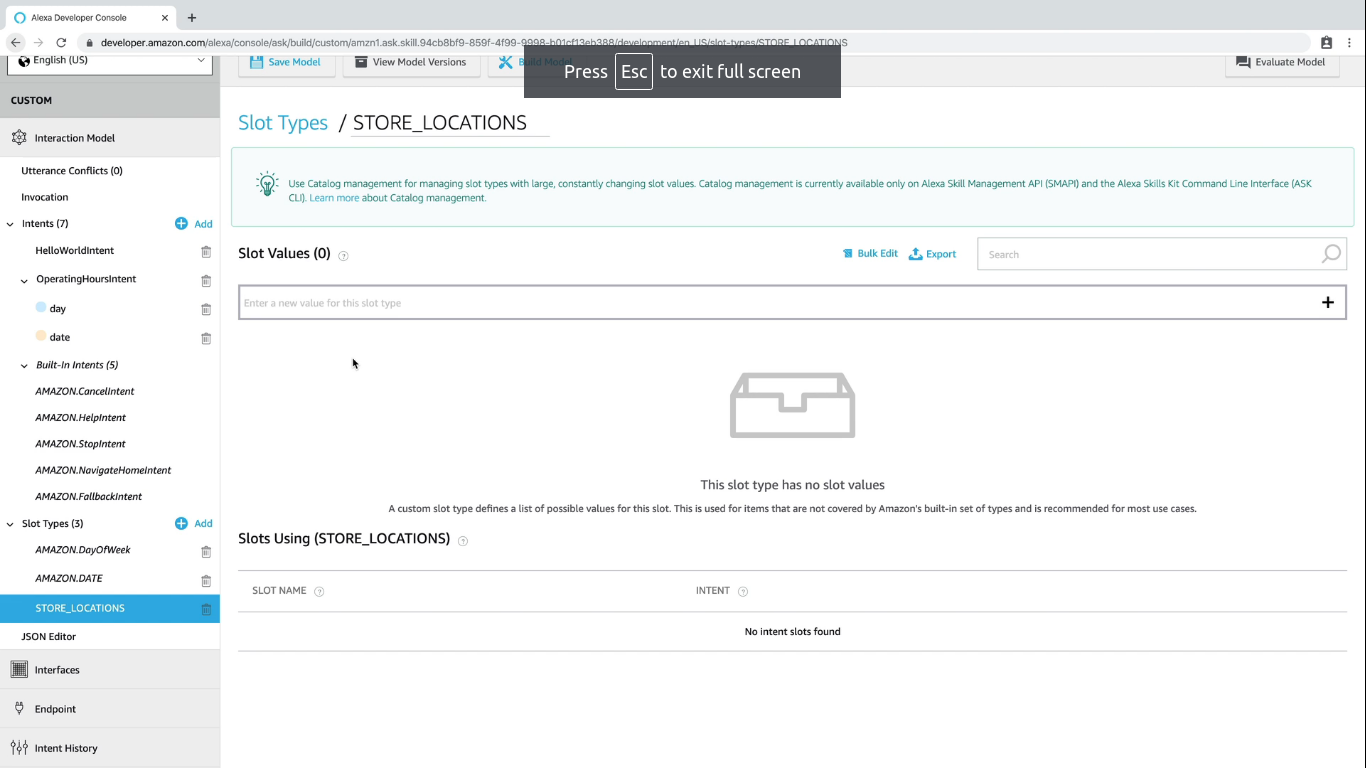 Alexa Developer Console
developer.amazon.com/alexa/console/ask/build/custom/amzn1.ask.skill.94cb8bf9-859f-4f99-9998-b01cf13eb388/development/en_US/slot-types/STORE_LOCATIONS
Press Esc to exit full screen
English (US)
Save Model
View Model Versions
Build Model
Evaluate Model
CUSTOM
Interaction Model
Utterance Conflicts (0)
Invocation
Intents (7)
Add
HelloWorldIntent
OperatingHoursIntent
day
date
Built-In Intents (5)
AMAZON.CancelIntent
AMAZON.HelpIntent
AMAZON.StopIntent
AMAZON.NavigateHomeIntent
AMAZON.FallbackIntent
Slot Types (3)
Add
AMAZON.DayOfWeek
AMAZON.DATE
STORE_LOCATIONS
JSON Editor
Interfaces
Endpoint
Intent History
Slot Types / STORE_LOCATIONS
Use Catalog management for managing slot types with large, constantly changing slot values. Catalog management is currently available only on Alexa Skill Management API (SMAPI) and the Alexa Skills Kit Command Line Interface (ASK
CLI). Learn more about Catalog management.
Slot Values (0)
Bulk Edit
Export
Search
Enter a new value for this slot type
This slot type has no slot values
A custom slot type defines a list of possible values for this slot. This is used for items that are not covered by Amazon's built-in set of types and is recommended for most use cases.
Slots Using (STORE_LOCATIONS)
SLOT NAME
INTENT
No intent slots found